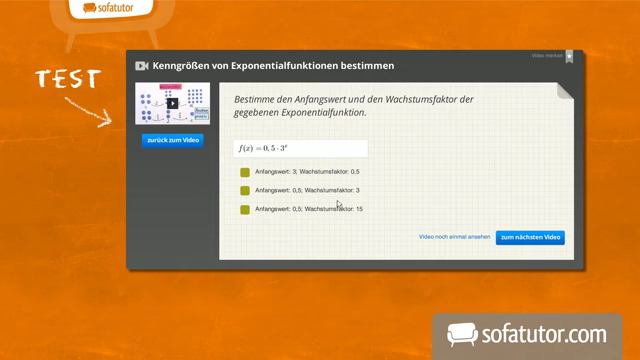 sofatutor
Video merken
Kenngrößen von Exponentialfunktionen bestimmen
TEST
Bestimme den Anfangswert und den Wachstumsfaktor der
gegebenen Exponentialfunktion.
zurück zum Video
f(x) = 0,5 · 3^x
Anfangswert: 3; Wachstumsfaktor: 0,5
Anfangswert: 0,5; Wachstumsfaktor: 3
Anfangswert: 0,5; Wachstumsfaktor: 15
Video noch einmal ansehen
zum nächsten Video
sofatutor.com